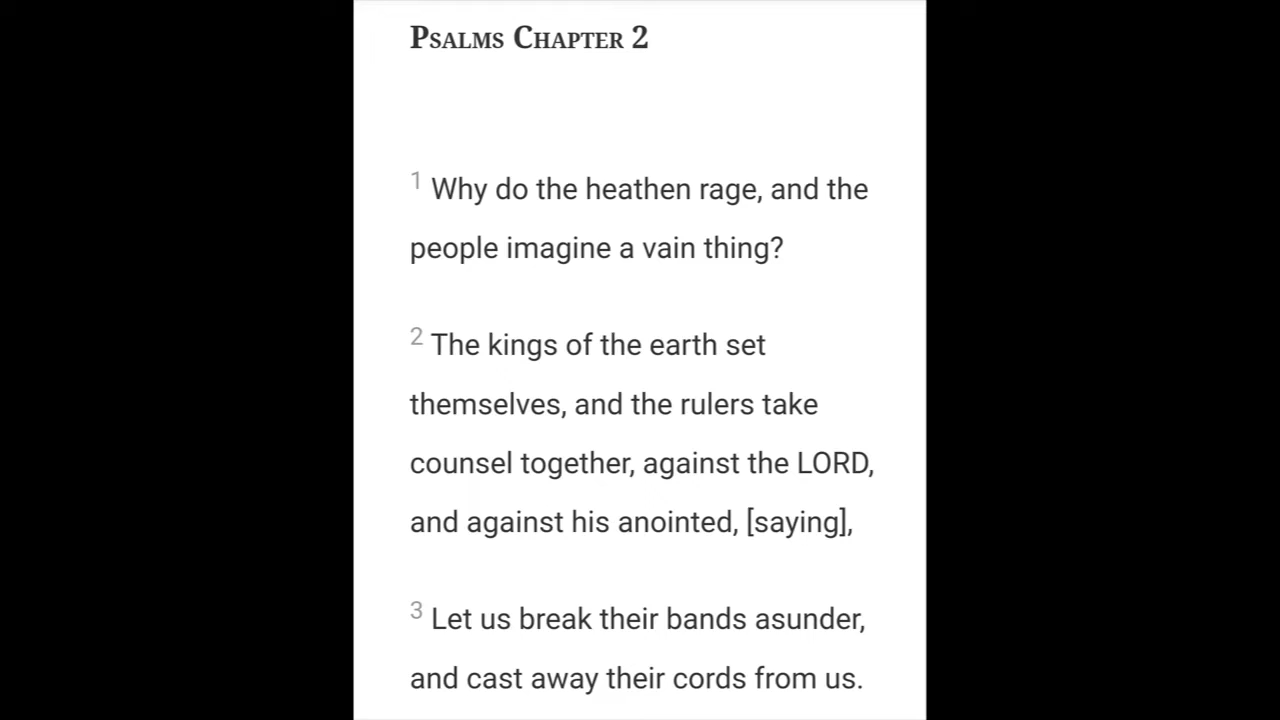 Psalms Chapter 2
1 Why do the heathen rage, and the
people imagine a vain thing?
2 The kings of the earth set
themselves, and the rulers take
counsel together, against the LORD,
and against his anointed, [saying],
3 Let us break their bands asunder,
and cast away their cords from us.